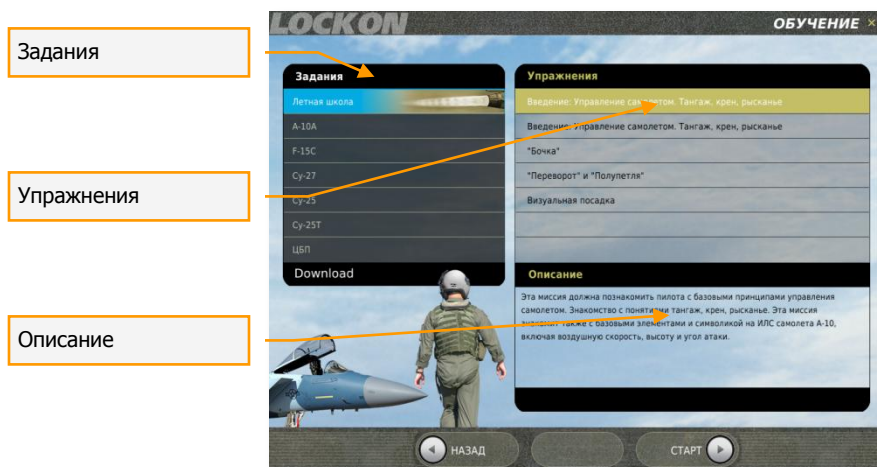 LOCK ON
ОБУЧЕНИЕ ×
Задания
Упражнения
Описание
Задания
Летная школа
А-10А
F-15C
Су-27
Су-25
Су-25Т
ЦБП
Download
Упражнения
Введение: Управление самолетом. Тангаж, крен, рысканье
Введение: Управление самолетом. Тангаж, крен, рысканье
"Бочка"
"Переворот" и "Полупетля"
Визуальная посадка
Описание
Эта миссия должна познакомить пилота с базовыми принципами управления
самолетом. Знакомство с понятиями тангаж, крен, рысканье. Эта миссия
знакомит также с базовыми элементами и символикой на ИЛС самолета А-10,
включая воздушную скорость, высоту и угол атаки.
НАЗАД
СТАРТ